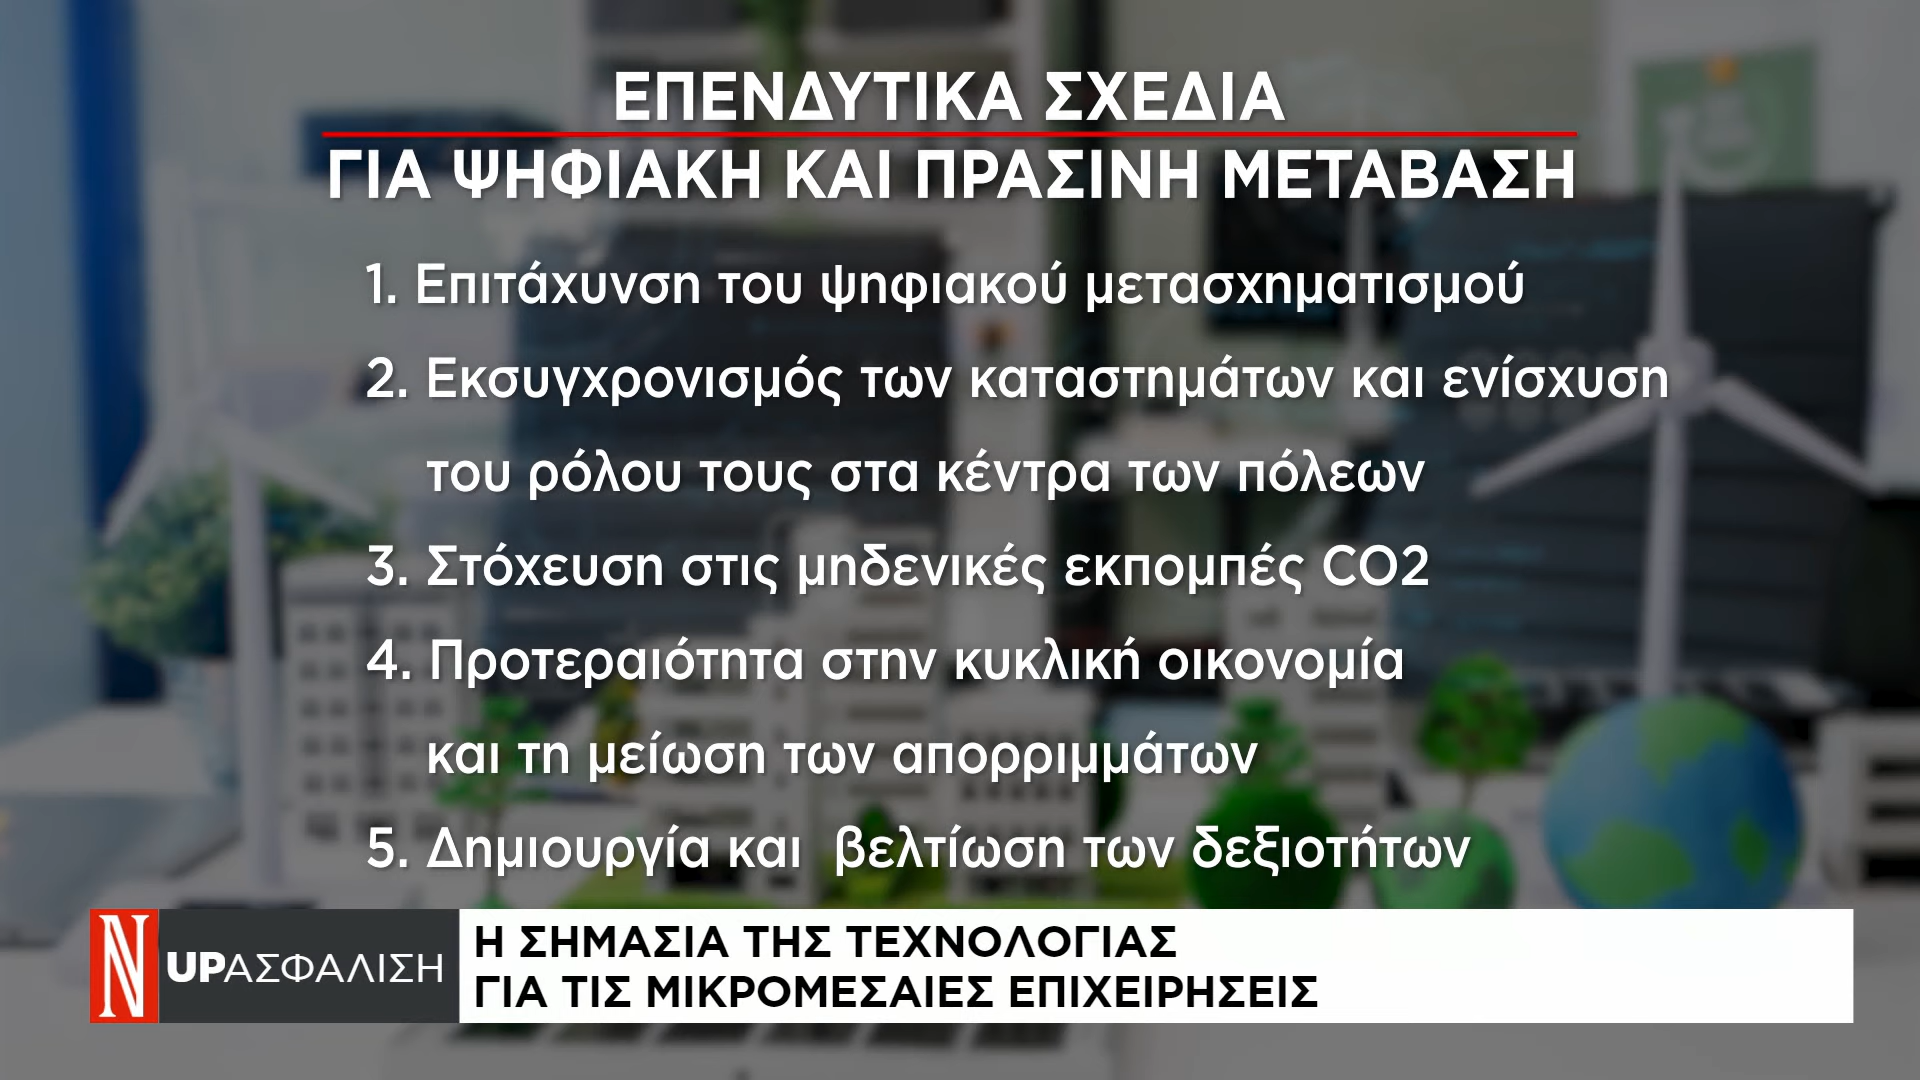 ΕΠΕΝΔΥΤΙΚΑ ΣΧΕΔΙΑ
ΓΙΑ ΨΗΦΙΑΚΗ ΚΑΙ ΠΡΑΣΙΝΗ ΜΕΤΑΒΑΣΗ
1. Επιτάχυνση του ψηφιακού μετασχηματισμού
2. Εκσυγχρονισμός των καταστημάτων και ενίσχυση
του ρόλου τους στα κέντρα των πόλεων
3. Στόχευση στις μηδενικές εκπομπές CO2
4. Προτεραιότητα στην κυκλική οικονομία
και τη μείωση των απορριμμάτων
5. Δημιουργία και βελτίωση των δεξιοτήτων
N UPΑΣΦΑΛΙΣΗ
Η ΣΗΜΑΣΙΑ ΤΗΣ ΤΕΧΝΟΛΟΓΙΑΣ
ΓΙΑ ΤΙΣ ΜΙΚΡΟΜΕΣΑΙΕΣ ΕΠΙΧΕΙΡΗΣΕΙΣ